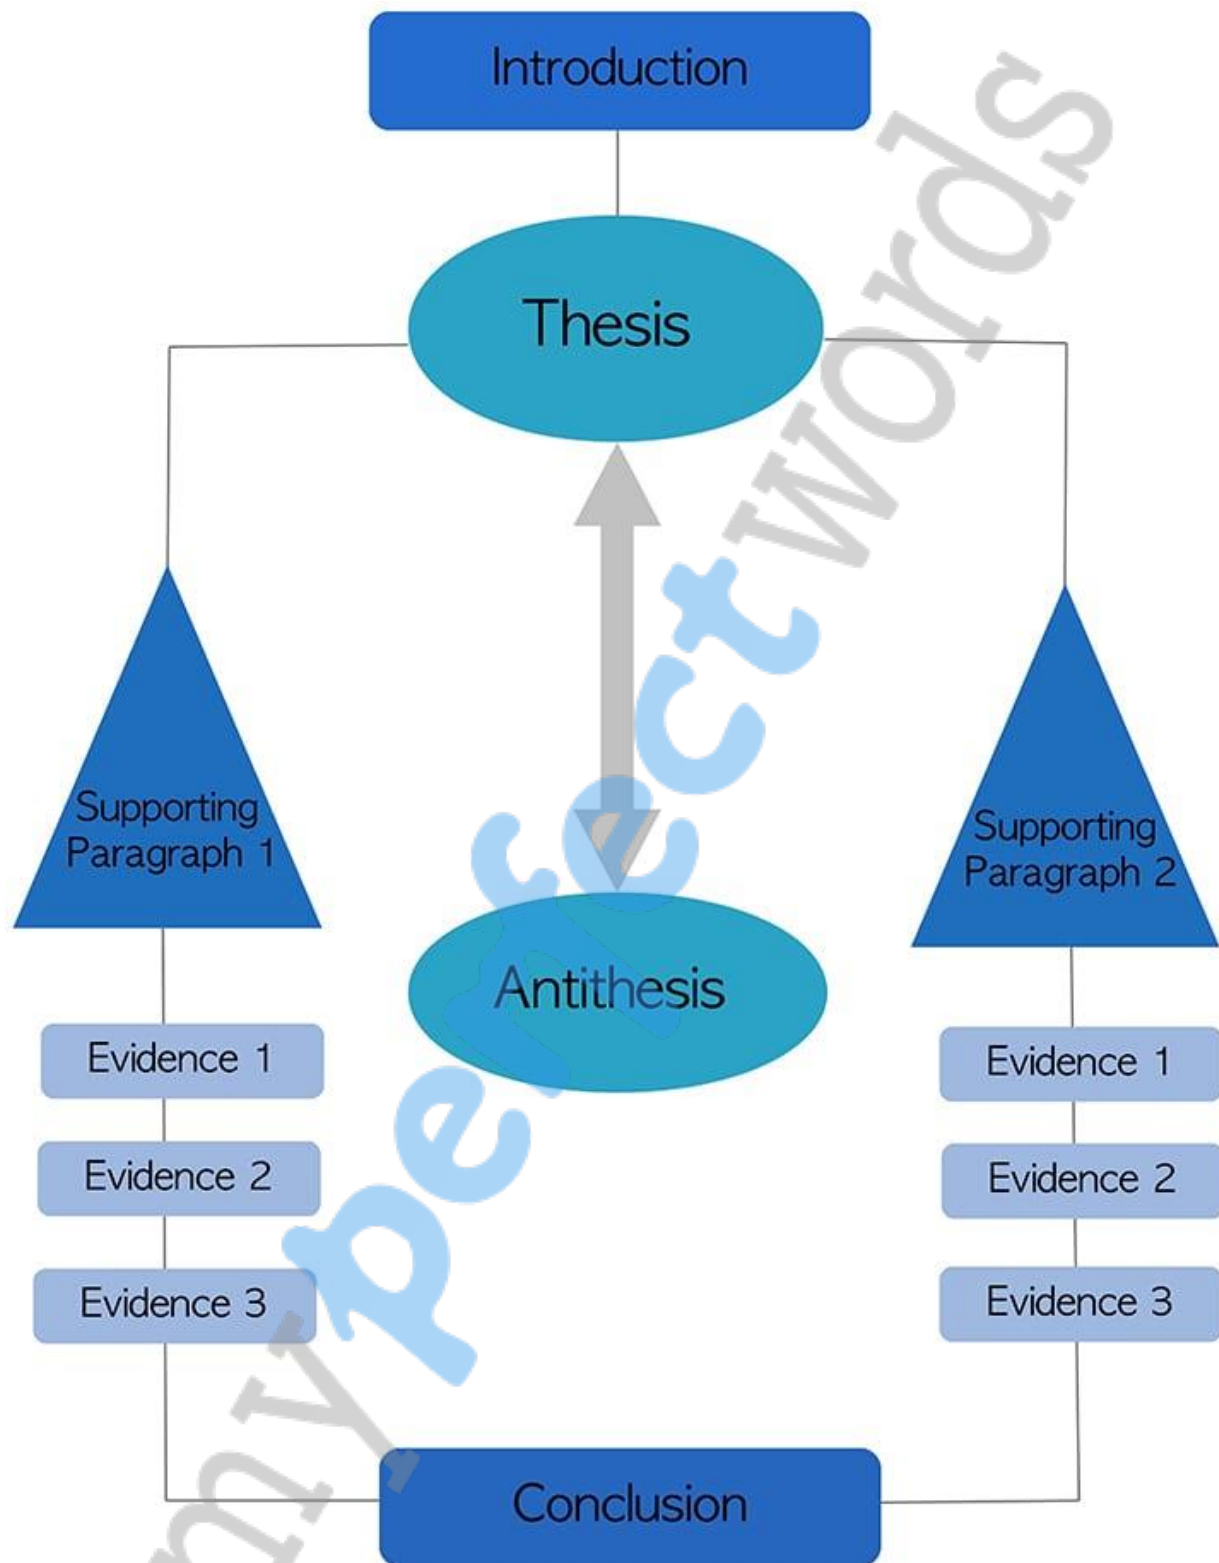 Introduction
Thesis
Supporting
Paragraph 1
Evidence 1
Evidence 2
Evidence 3
Antithesis
Supporting
Paragraph 2
Evidence 1
Evidence 2
Evidence 3
Conclusion
myperfectwords